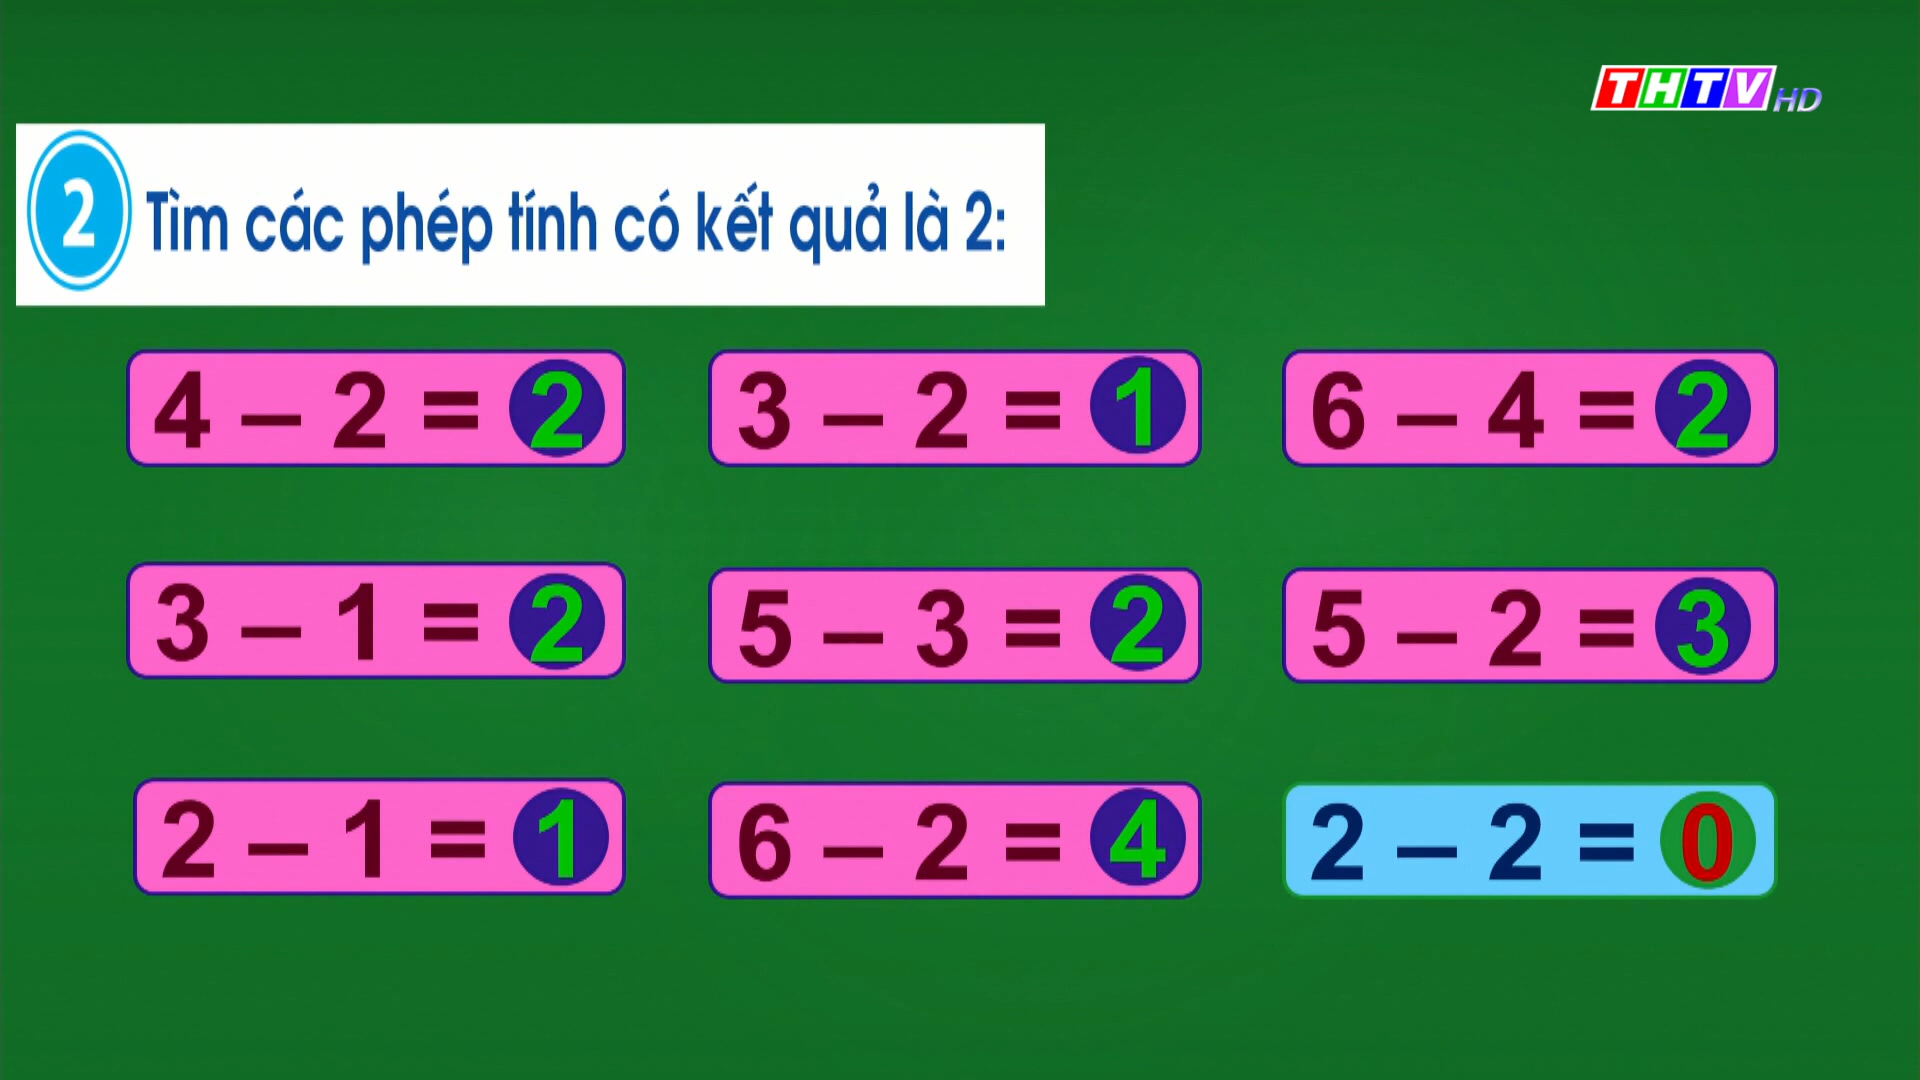 THTV HD
2 Tìm các phép tính có kết quả là 2:
4 – 2 = 2
3 – 2 = 1
6 – 4 = 2
3 – 1 = 2
5 – 3 = 2
5 – 2 = 3
2 – 1 = 1
6 – 2 = 4
2 – 2 = 0